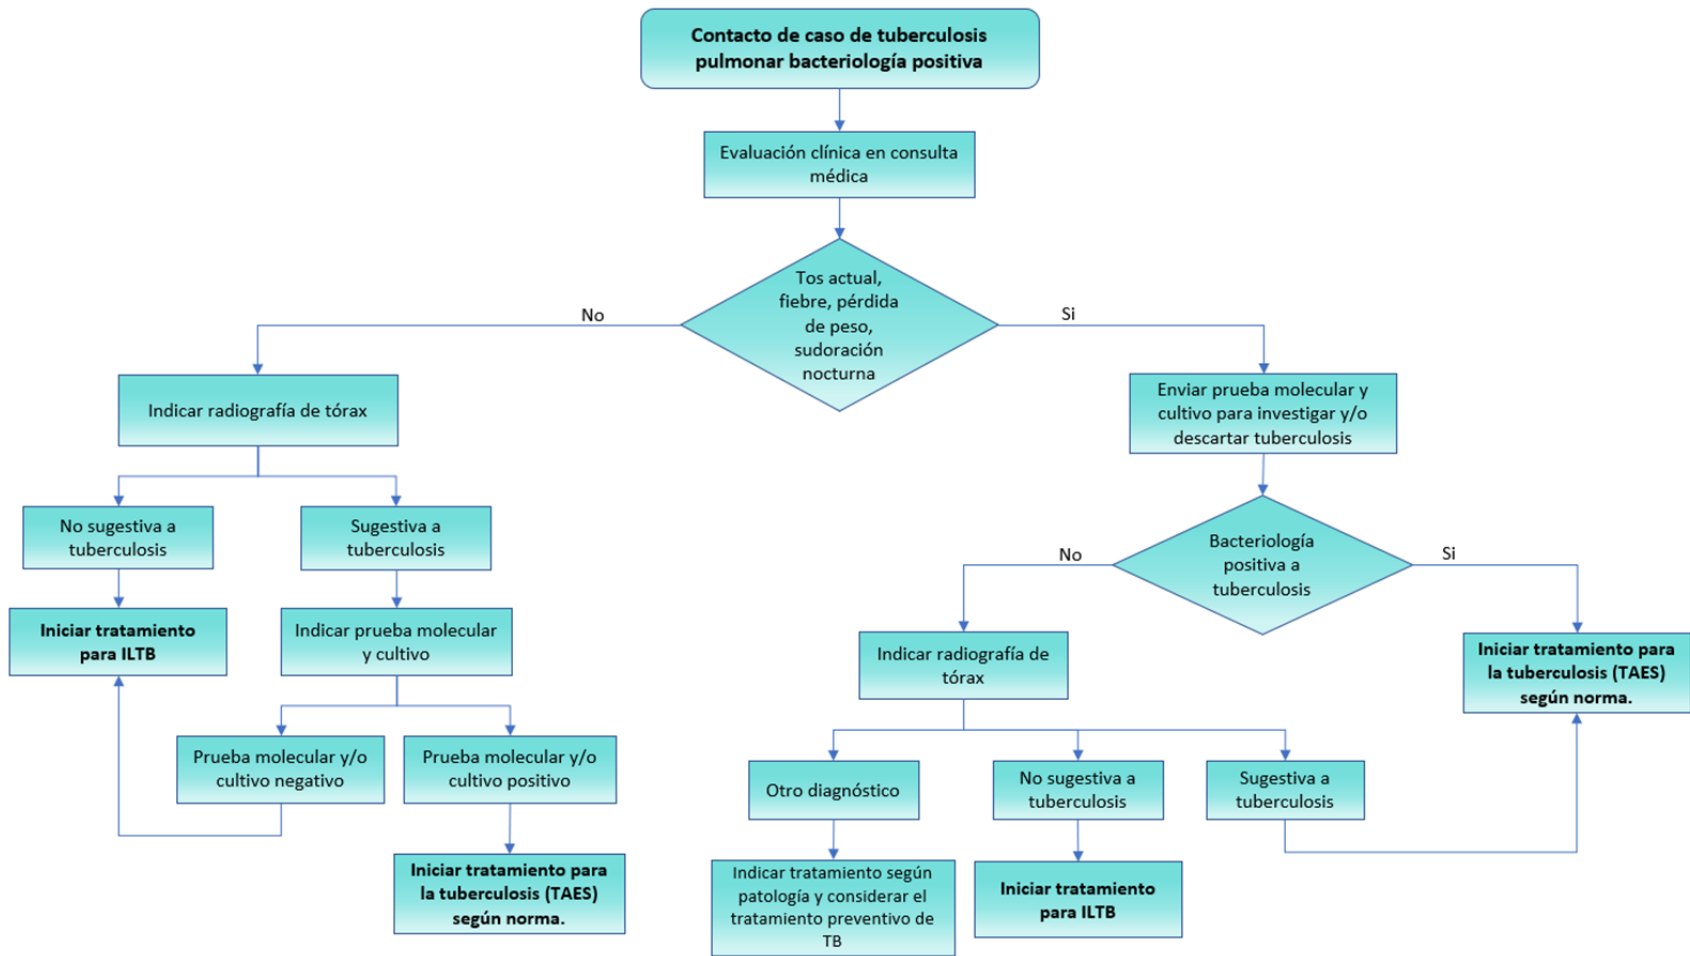 Contacto de caso de tuberculosis
pulmonar bacteriología positiva
Evaluación clínica en consulta
médica
Tos actual,
fiebre, pérdida
de peso,
sudoración
nocturna
No
Si
Indicar radiografía de tórax
Enviar prueba molecular y
cultivo para investigar y/o
descartar tuberculosis
No sugestiva a
tuberculosis
Sugestiva a
tuberculosis
Iniciar tratamiento
para ILTB
Indicar prueba molecular
y cultivo
Prueba molecular y/o
cultivo negativo
Prueba molecular y/o
cultivo positivo
Iniciar tratamiento para
la tuberculosis (TAES)
según norma.
Bacteriología
positiva a
tuberculosis
No
Si
Indicar radiografía de
tórax
Iniciar tratamiento para
la tuberculosis (TAES)
según norma.
Otro diagnóstico
No sugestiva a
tuberculosis
Sugestiva a
tuberculosis
Indicar tratamiento según
patología y considerar el
tratamiento preventivo de
TB
Iniciar tratamiento
para ILTB